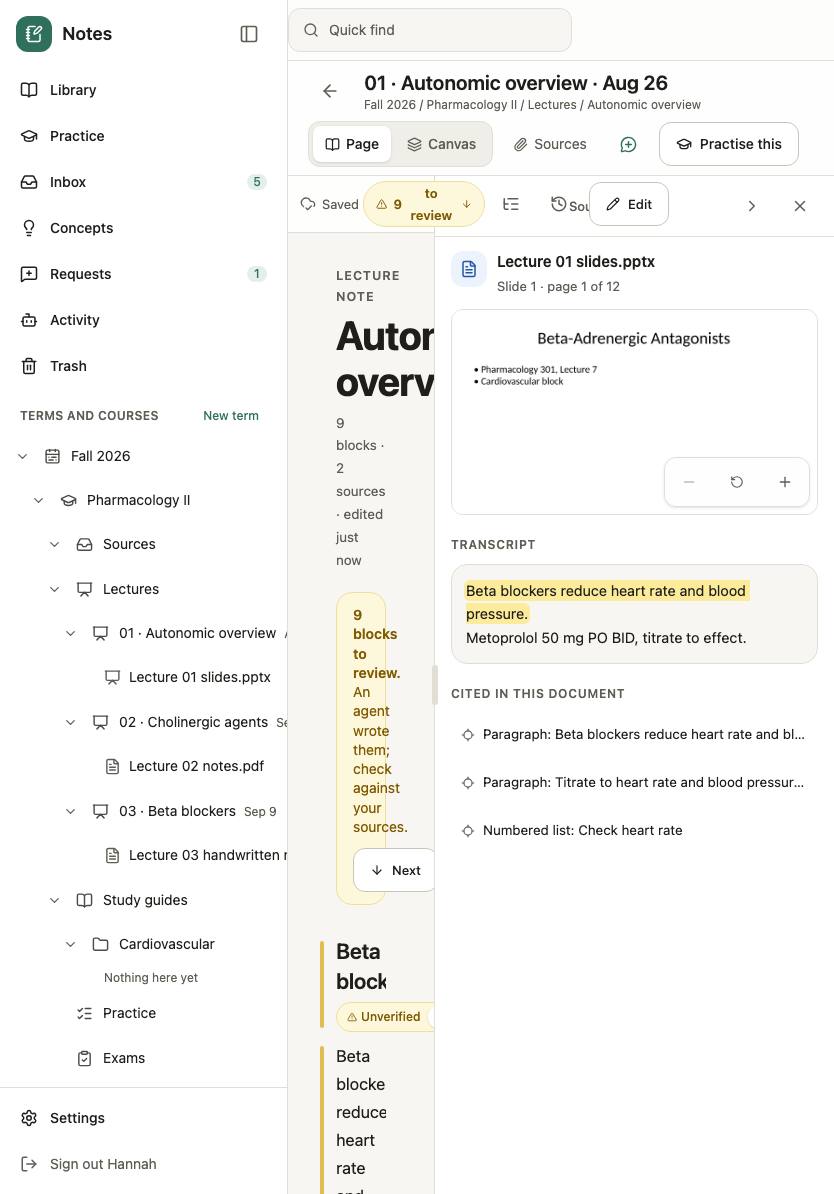 Notes
Library
Practice
Inbox 5
Concepts
Requests 1
Activity
Trash
TERMS AND COURSES New term
Fall 2026
Pharmacology II
Sources
Lectures
01 · Autonomic overview
Lecture 01 slides.pptx
02 · Cholinergic agents
Lecture 02 notes.pdf
03 · Beta blockers Sep 9
Lecture 03 handwritten
Study guides
Cardiovascular
Nothing here yet
Practice
Exams
Settings
Sign out Hannah
Quick find
01 · Autonomic overview · Aug 26
Fall 2026 / Pharmacology II / Lectures / Autonomic overview
Page Canvas Sources Practise this
Saved 9 to review Edit
LECTURE
NOTE
Auton
overv
9
blocks ·
2
sources
· edited
just
now
9
blocks
to
review.
An
agent
wrote
them;
check
against
your
sources.
Next
Beta
block
Unverified
Beta
blocke
reduce
heart
rate
Lecture 01 slides.pptx
Slide 1 · page 1 of 12
Beta-Adrenergic Antagonists
• Pharmacology 301, Lecture 7
• Cardiovascular block
TRANSCRIPT
Beta blockers reduce heart rate and blood
pressure.
Metoprolol 50 mg PO BID, titrate to effect.
CITED IN THIS DOCUMENT
Paragraph: Beta blockers reduce heart rate and bl...
Paragraph: Titrate to heart rate and blood pressur...
Numbered list: Check heart rate